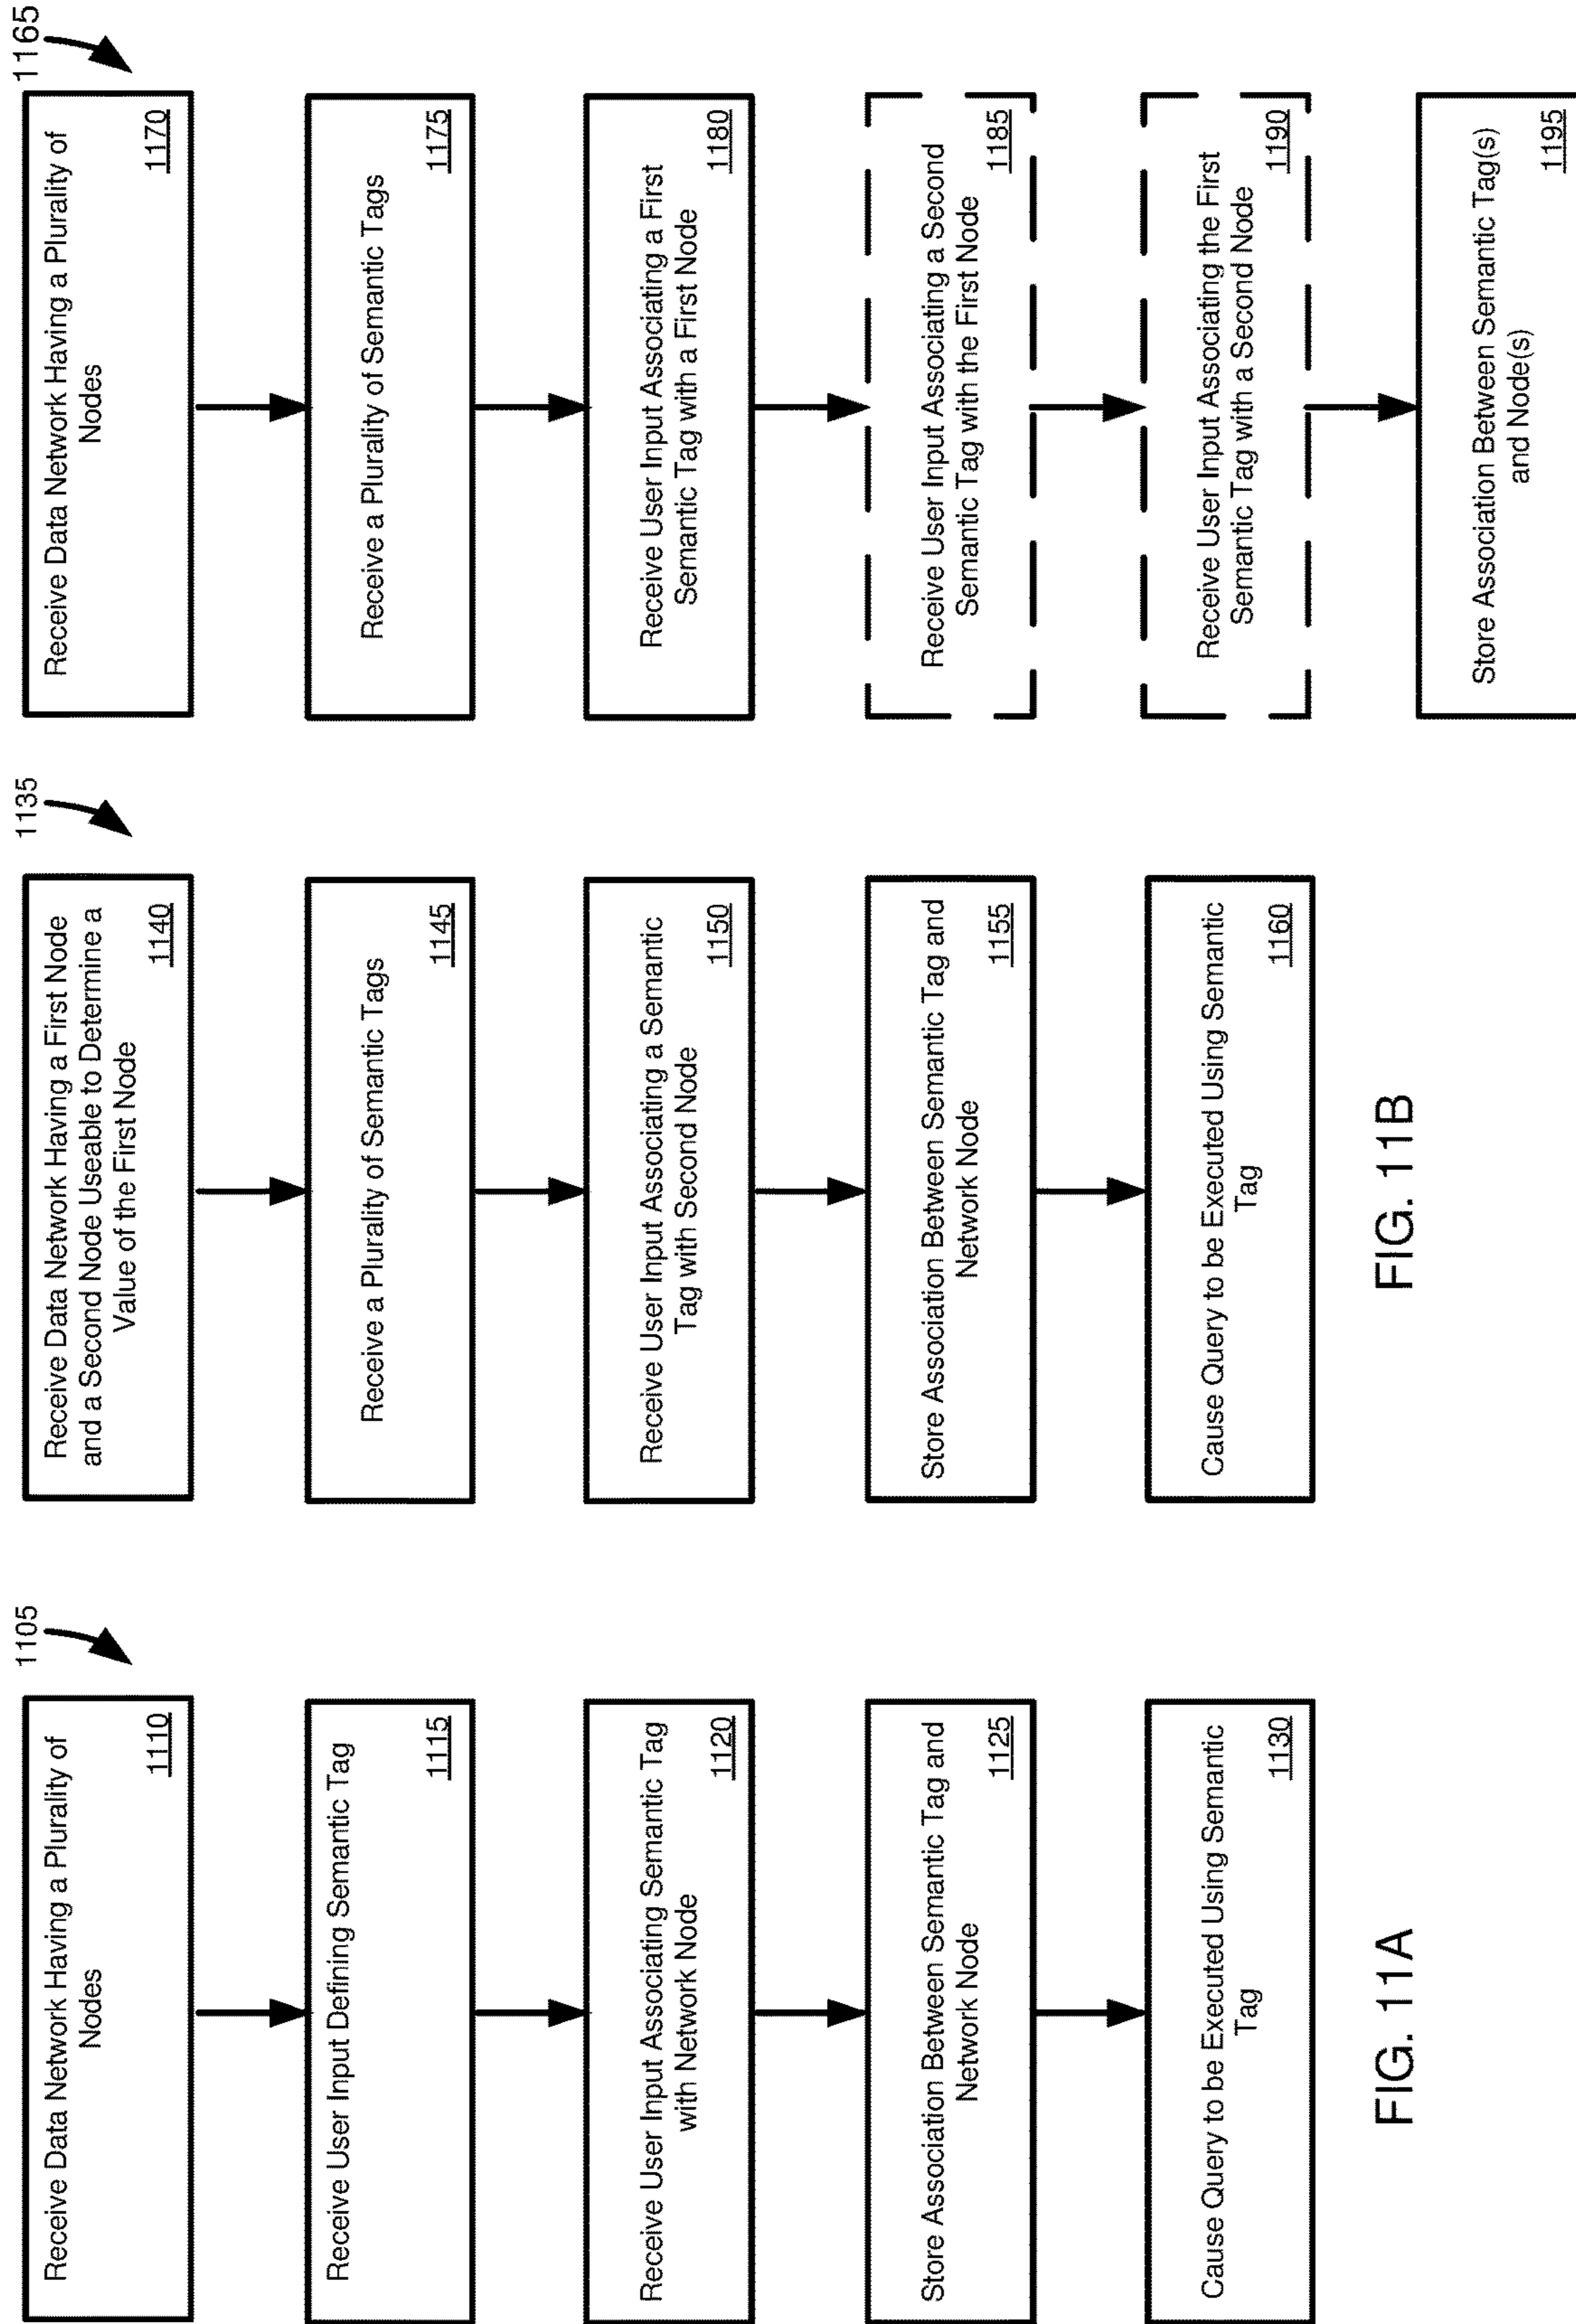 1105
Receive Data Network Having a Plurality of
Nodes
1110
Receive User Input Defining Semantic Tag
1115
Receive User Input Associating Semantic Tag
with Network Node
1120
Store Association Between Semantic Tag and
Network Node
1125
Cause Query to be Executed Using Semantic
Tag
1130
FIG. 11A
1135
Receive Data Network Having a First Node
and a Second Node Useable to Determine a
Value of the First Node
1140
Receive a Plurality of Semantic Tags
1145
Receive User Input Associating a Semantic
Tag with Second Node
1150
Store Association Between Semantic Tag and
Network Node
1155
Cause Query to be Executed Using Semantic
Tag
1160
FIG. 11B
1165
Receive Data Network Having a Plurality of
Nodes
1170
Receive a Plurality of Semantic Tags
1175
Receive User Input Associating a First
Semantic Tag with a First Node
1180
Receive User Input Associating a Second
Semantic Tag with the First Node
1185
Receive User Input Associating the First
Semantic Tag with a Second Node
1190
Store Association Between Semantic Tag(s)
and Node(s)
1195